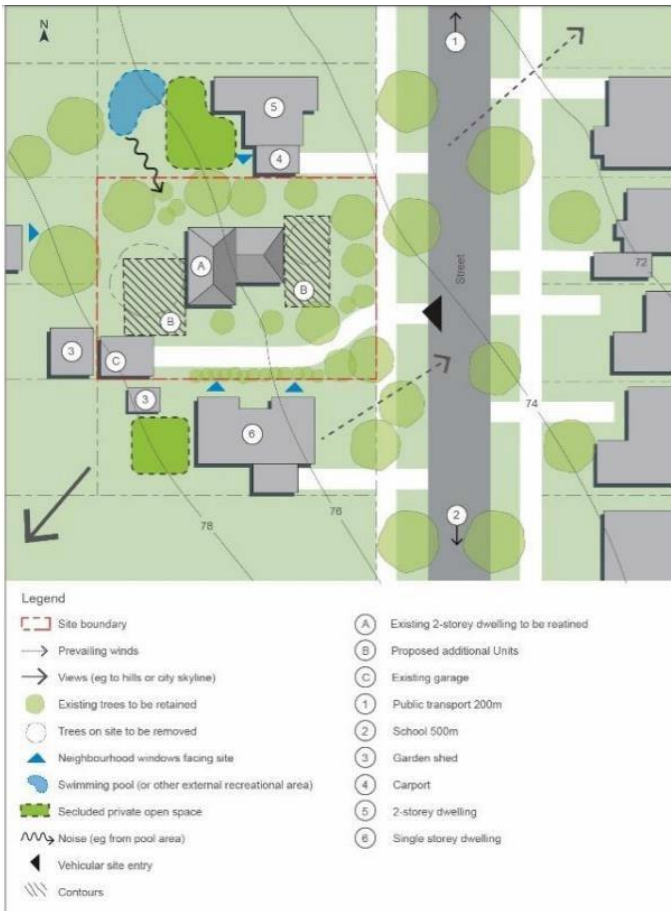 N
1
5
4
A
B
B
Street
72
3
C
3
74
6
76
78
2
Legend
Site boundary
Prevailing winds
Views (eg to hills or city skyline)
Existing trees to be retained
Trees on site to be removed
Neighbourhood windows facing site
Swimming pool (or other external recreational area)
Secluded private open space
Noise (eg from pool area)
Vehicular site entry
Contours
A Existing 2-storey dwelling to be reatined
B Proposed additional Units
C Existing garage
1 Public transport 200m
2 School 500m
3 Garden shed
4 Carport
5 2-storey dwelling
6 Single storey dwelling